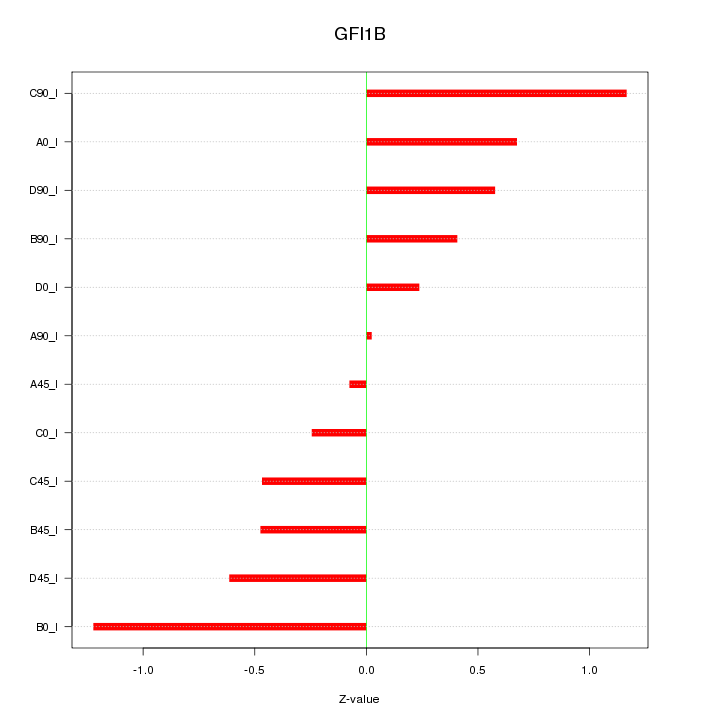 GFI1B
C90_I
A0_I
D90_I
B90_I
D0_I
A90_I
A45_I
C0_I
C45_I
B45_I
D45_I
B0_I
-1.0 -0.5 0.0 0.5 1.0
Z-value